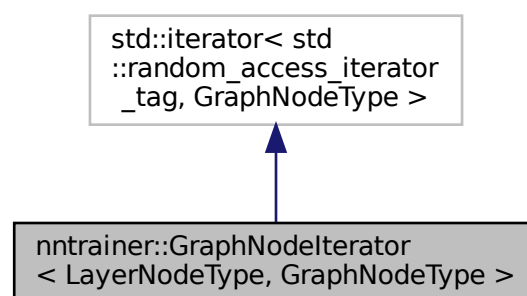 std::iterator< std
::random_access_iterator
_tag, GraphNodeType >
nntrainer::GraphNodeIterator
< LayerNodeType, GraphNodeType >